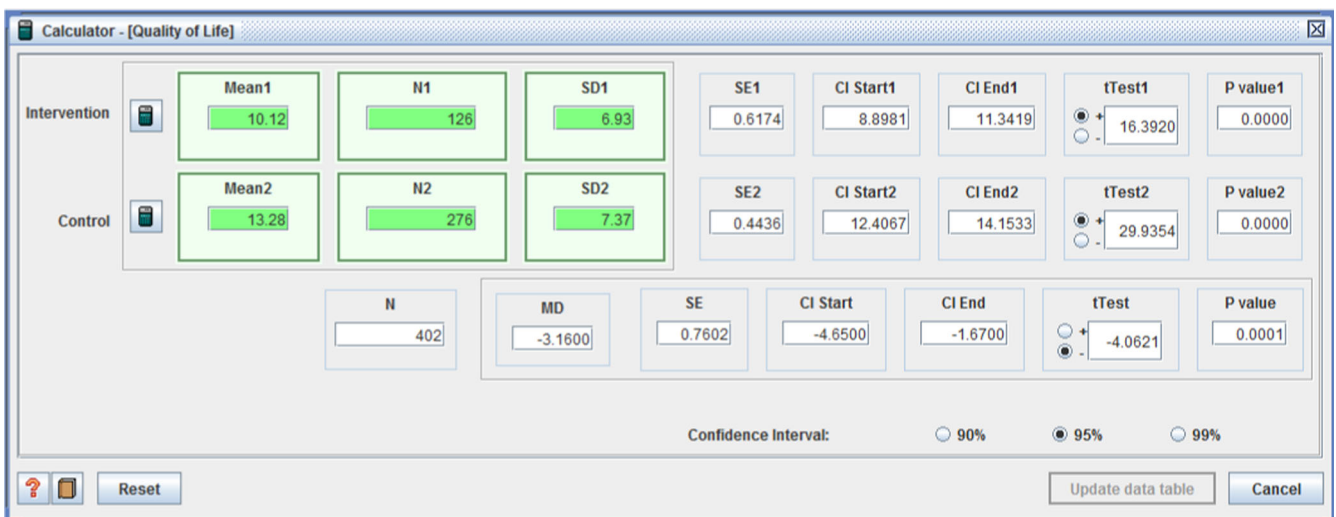 Calculator - [Quality of Life]
Mean1 N1 SD1 SE1 CI Start1 CI End1 tTest1 P value1
Intervention 10.12 126 6.93 0.6174 8.8981 11.3419 + - 16.3920 0.0000
Mean2 N2 SD2 SE2 CI Start2 CI End2 tTest2 P value2
Control 13.28 276 7.37 0.4436 12.4067 14.1533 + - 29.9354 0.0000
N MD SE CI Start CI End tTest P value
402 -3.1600 0.7602 -4.6500 -1.6700 + - -4.0621 0.0001
Confidence Interval: 90% 95% 99%
? Reset Update data table Cancel